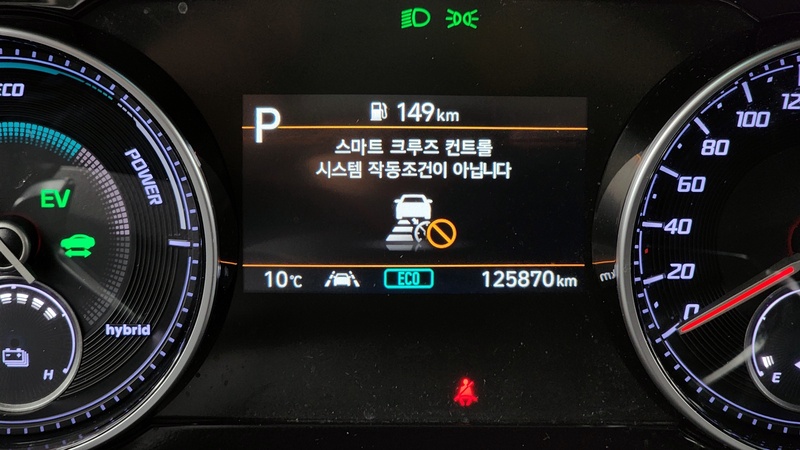 149km
P
스마트 크루즈 컨트롤
시스템 작동조건이 아닙니다
10℃
ECO
125870km
ECO
POWER
EV
hybrid
H
120
100
80
60
40
20
0
E